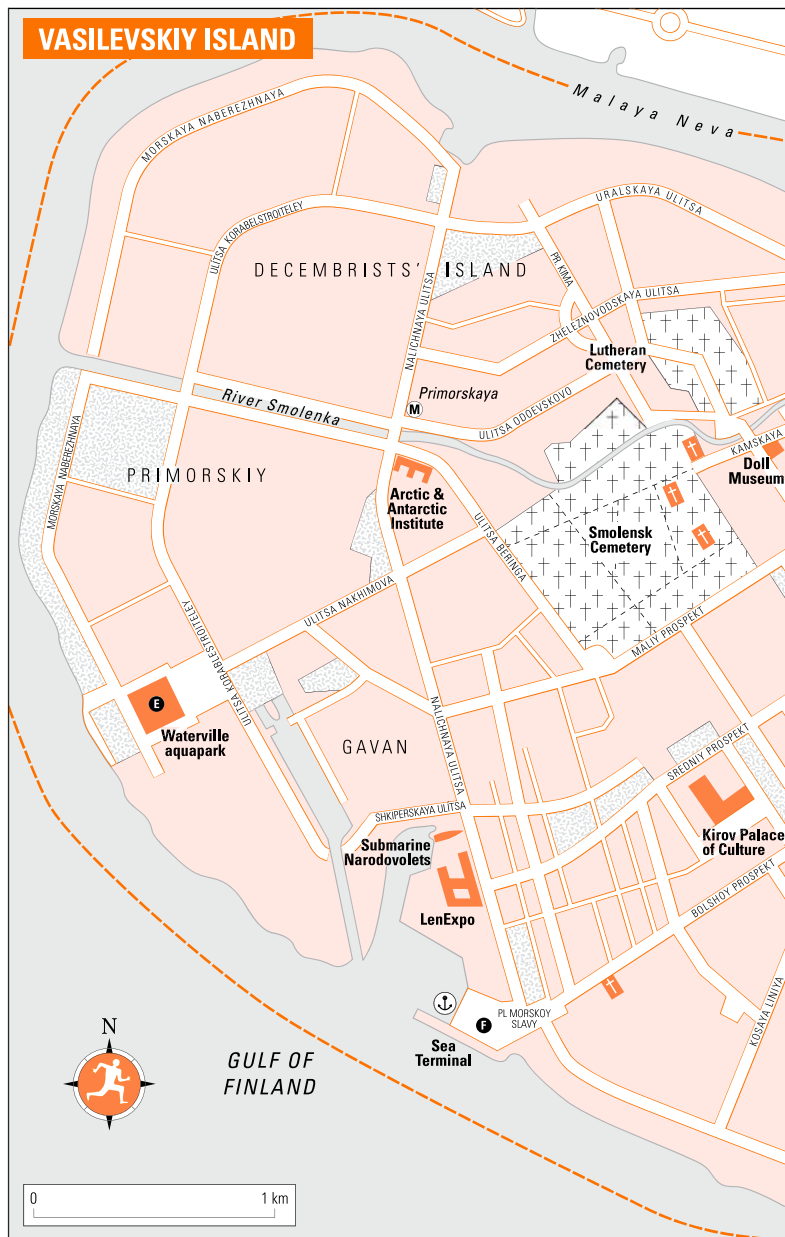 VASILEVSKIY ISLAND
Malaya Neva
MORSKAYA NABEREZHNAYA
URALSKAYA ULITSA
ULITSA KORABELSTROITELEY
PR. KIMA
DECEMBRISTS' ISLAND
NALICHNAYA ULITSA
ZHELEZNOVODSKAYA ULITSA
Lutheran
Cemetery
Primorskaya
M
River Smolenka
ULITSA ODOEVSKOVO
MORSKAYA NABEREZHNAYA
PRIMORSKIY
KAMSKAYA
Doll
Museum
Arctic &
Antarctic
Institute
ULITSA BERINGA
Smolensk
Cemetery
ULITSA NAKHIMOVA
ULITSA KORABLESTROITELEY
MALIY PROSPEKT
E
Waterville
aquapark
NALICHNAYA ULITSA
GAVAN
SREDNIY PROSPEKT
SHKIPERSKAYA ULITSA
Submarine
Narodovolets
Kirov Palace
of Culture
BOLSHOY PROSPEKT
LenExpo
PL MORSKOY
SLAVY
F
KOSAYA LINIYA
Sea
Terminal
N
GULF OF
FINLAND
0 1 km